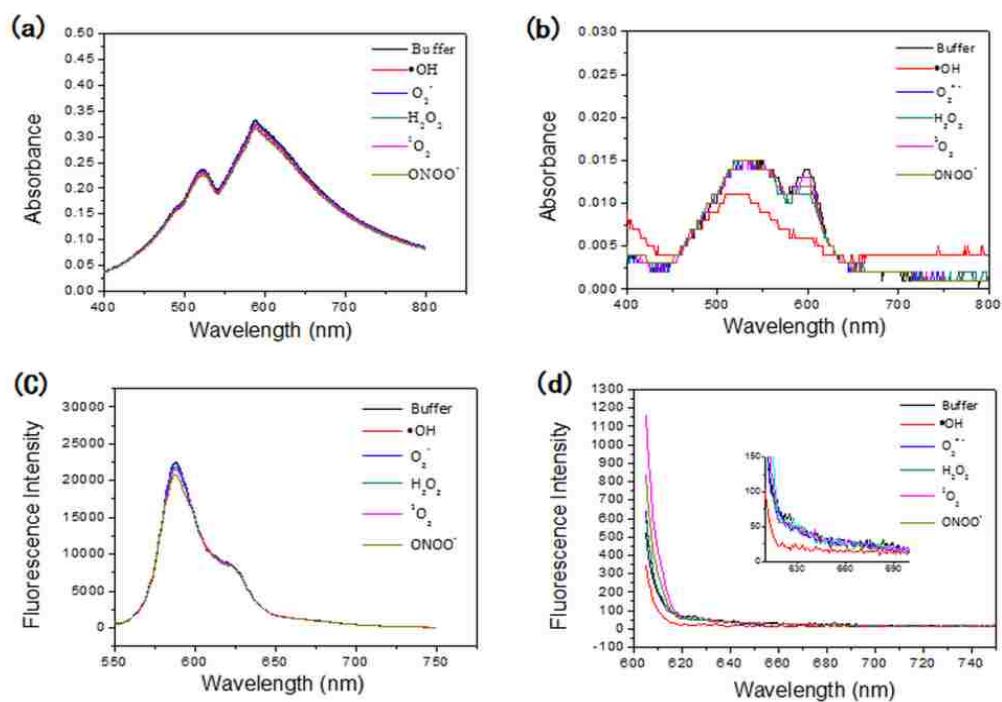 (a)
0.50
0.45
0.40
0.35
0.30
0.25
0.20
0.15
0.10
0.05
0.00
Absorbance
400 500 600 700 800
Wavelength (nm)
Buffer
•OH
O₂⁻
H₂O₂
¹O₂
ONOO⁻
(b)
0.030
0.025
0.020
0.015
0.010
0.005
0.000
Absorbance
400 500 600 700 800
Wavelength (nm)
Buffer
•OH
O₂•⁻
H₂O₂
¹O₂
ONOO⁻
(C)
30000
25000
20000
15000
10000
5000
0
Fluorescence Intensity
550 600 650 700 750
Wavelength (nm)
Buffer
•OH
O₂⁻
H₂O₂
¹O₂
ONOO⁻
(d)
1300
1200
1100
1000
900
800
700
600
500
400
300
200
100
0
-100
Fluorescence Intensity
600 620 640 660 680 700 720 740
Wavelength (nm)
150
100
50
0
630 660 690
Buffer
•OH
O₂•⁻
H₂O₂
¹O₂
ONOO⁻